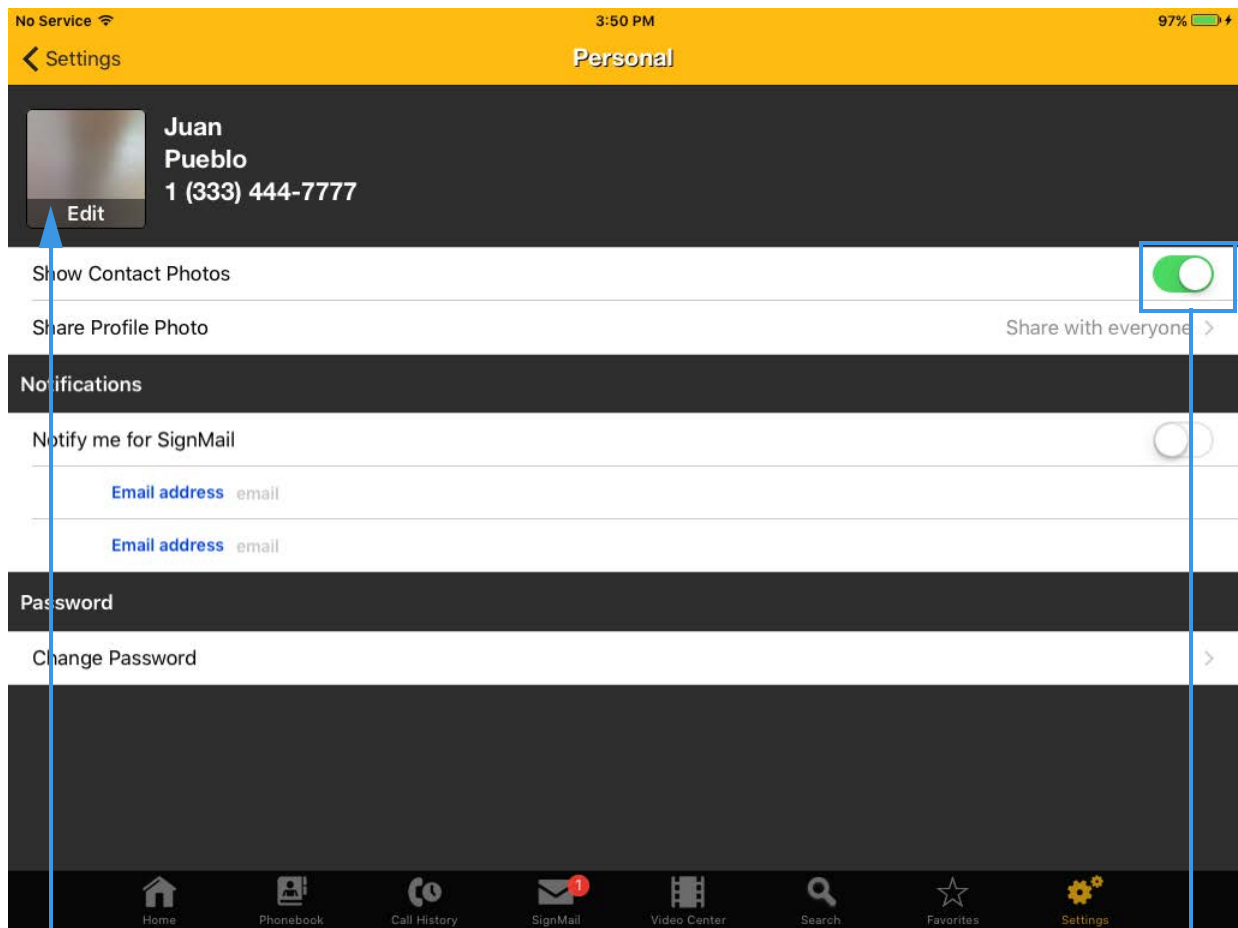 No Service 3:50 PM 97%
Settings Personal
Juan
Pueblo
1 (333) 444-7777
Edit
Show Contact Photos
Share Profile Photo Share with everyone
Notifications
Notify me for SignMail
Email address email
Email address email
Password
Change Password
1
Home Phonebook Call History SignMail Video Center Search Favorites Settings